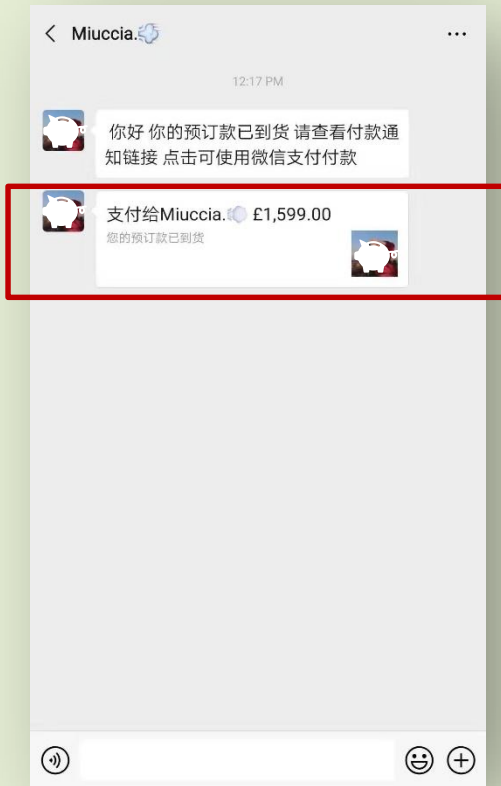 Miuccia.💨
12:17 PM
你好 你的预订款已到货 请查看付款通
知链接 点击可使用微信支付付款
支付给Miuccia.💨 £1,599.00
您的预订款已到货